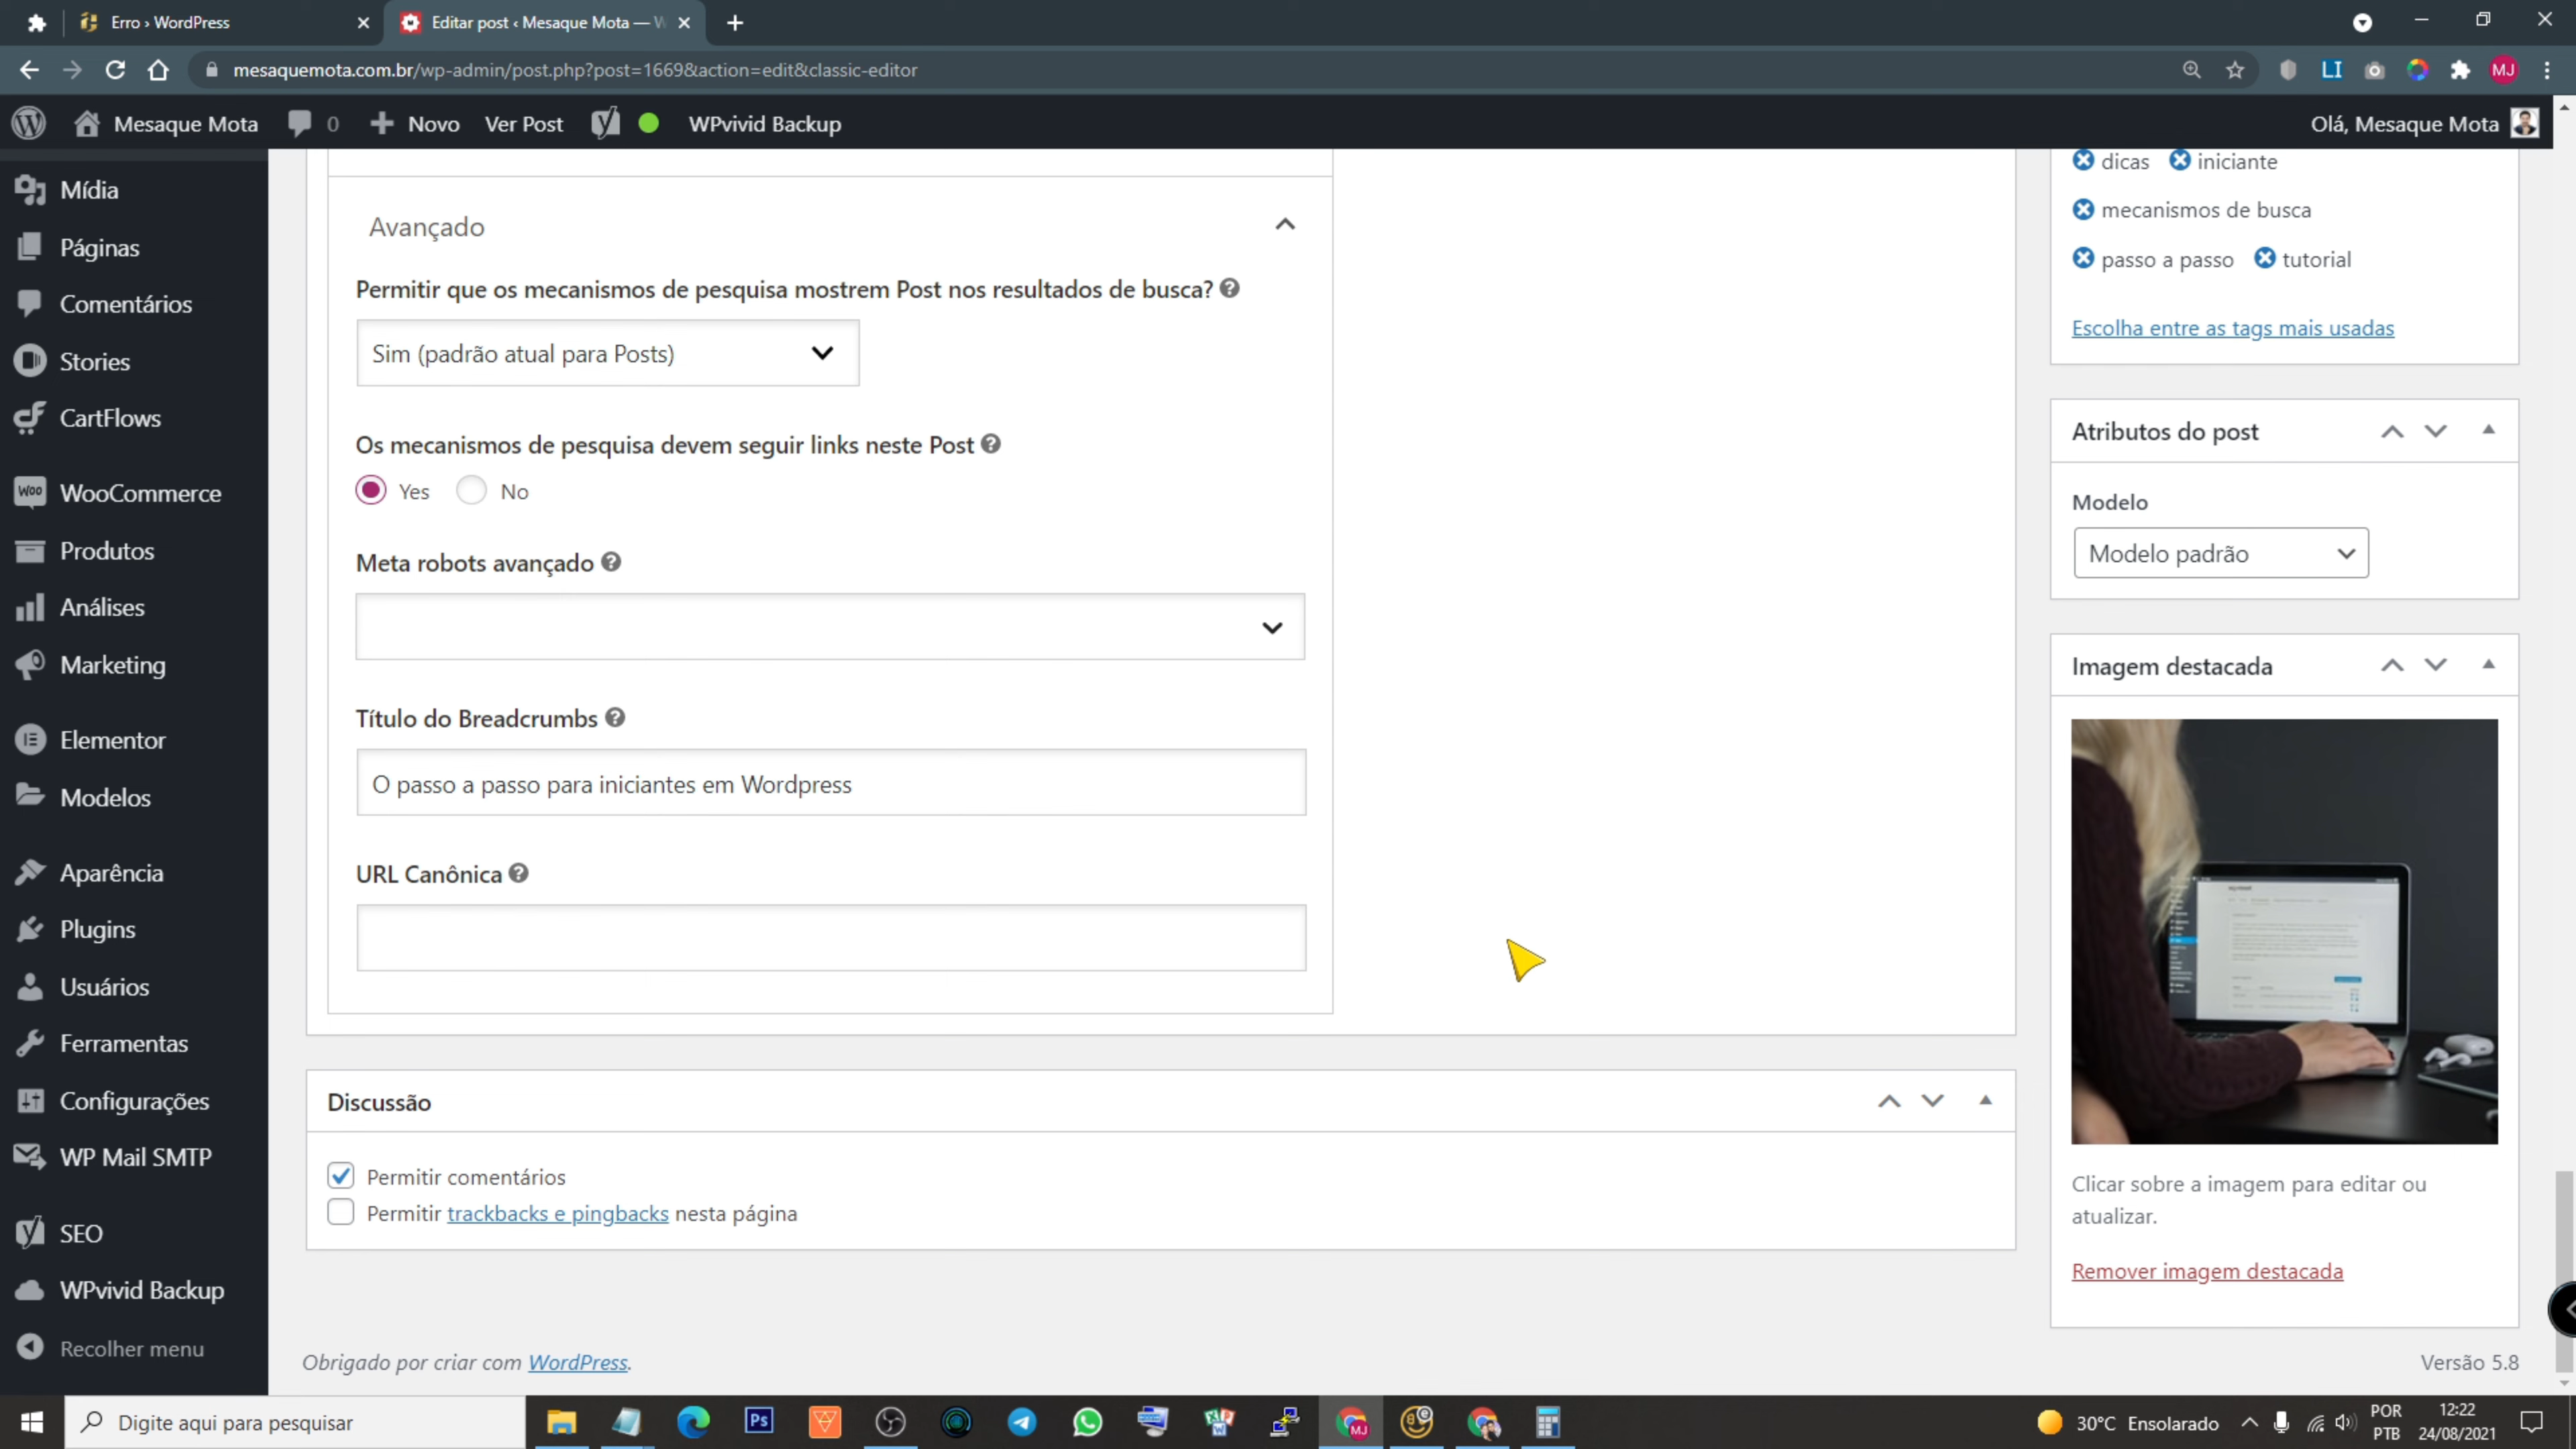 Ero › WordPress
Editar post ‹ Mesaque Mota — W
mesaquemota.com.br/wp-admin/post.php?post=1669&action=edit&classic-editor
LI
MJ
Mesaque Mota
0
Novo
Ver Post
WPvivid Backup
Olá, Mesaque Mota
Mídia
Páginas
Comentários
Stories
CartFlows
WooCommerce
Produtos
Análises
Marketing
Elementor
Modelos
Aparência
Plugins
Usuários
Ferramentas
Configurações
WP Mail SMTP
SEO
WPvivid Backup
Recolher menu
Avançado
Permitir que os mecanismos de pesquisa mostrem Post nos resultados de busca?
Sim (padrão atual para Posts)
Os mecanismos de pesquisa devem seguir links neste Post
Yes No
Meta robots avançado
Título do Breadcrumbs
O passo a passo para iniciantes em Wordpress
URL Canônica
Discussão
Permitir comentários
Permitir trackbacks e pingbacks nesta página
Obrigado por criar com WordPress.
dicas iniciante
mecanismos de busca
passo a passo tutorial
Escolha entre as tags mais usadas
Atributos do post
Modelo
Modelo padrão
Imagem destacada
Clicar sobre a imagem para editar ou
atualizar.
Remover imagem destacada
Versão 5.8
Digite aqui para pesquisar
Ps
30°C Ensolarado
POR
PTB
12:22
24/08/2021